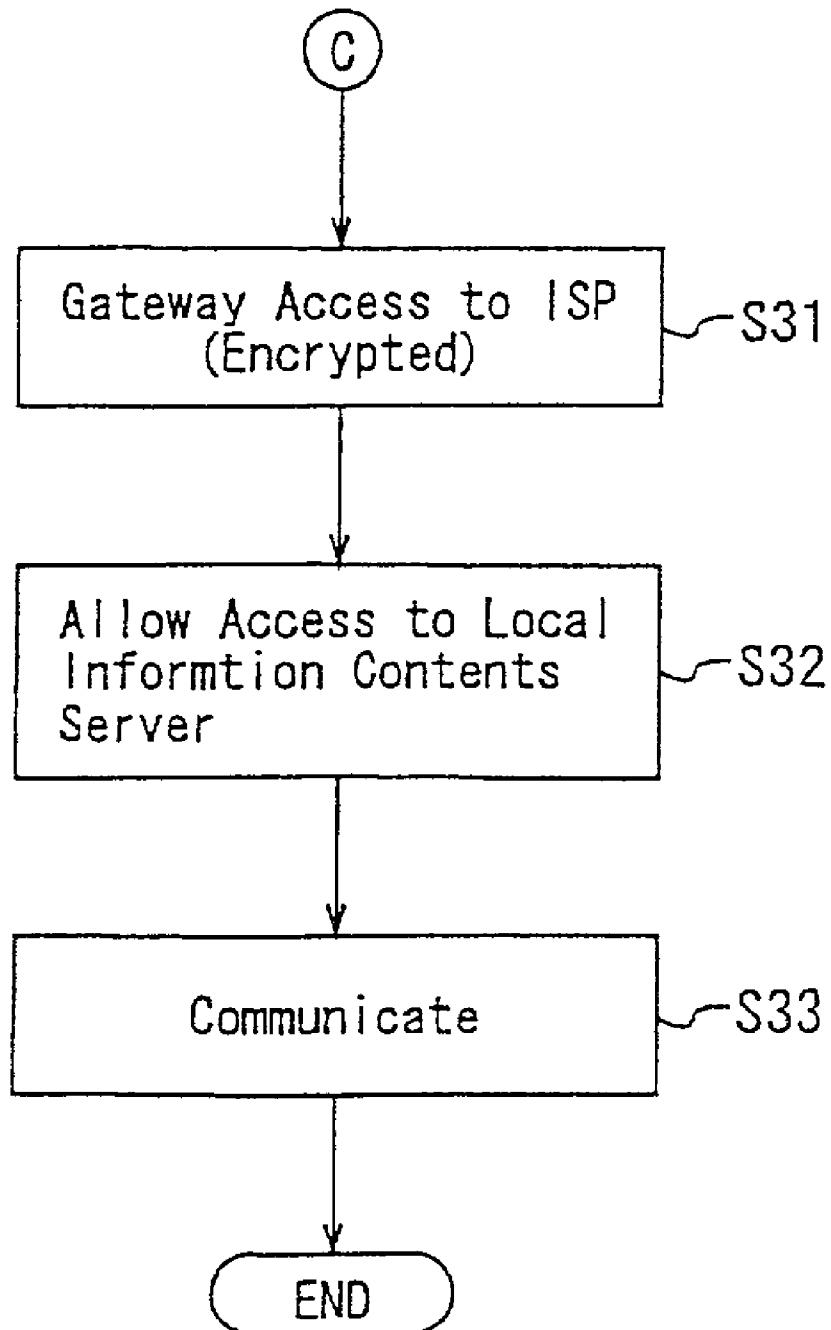 C
Gateway Access to ISP
(Encrypted)
S31
Allow Access to Local
Informtion Contents
Server
S32
Communicate
S33
END